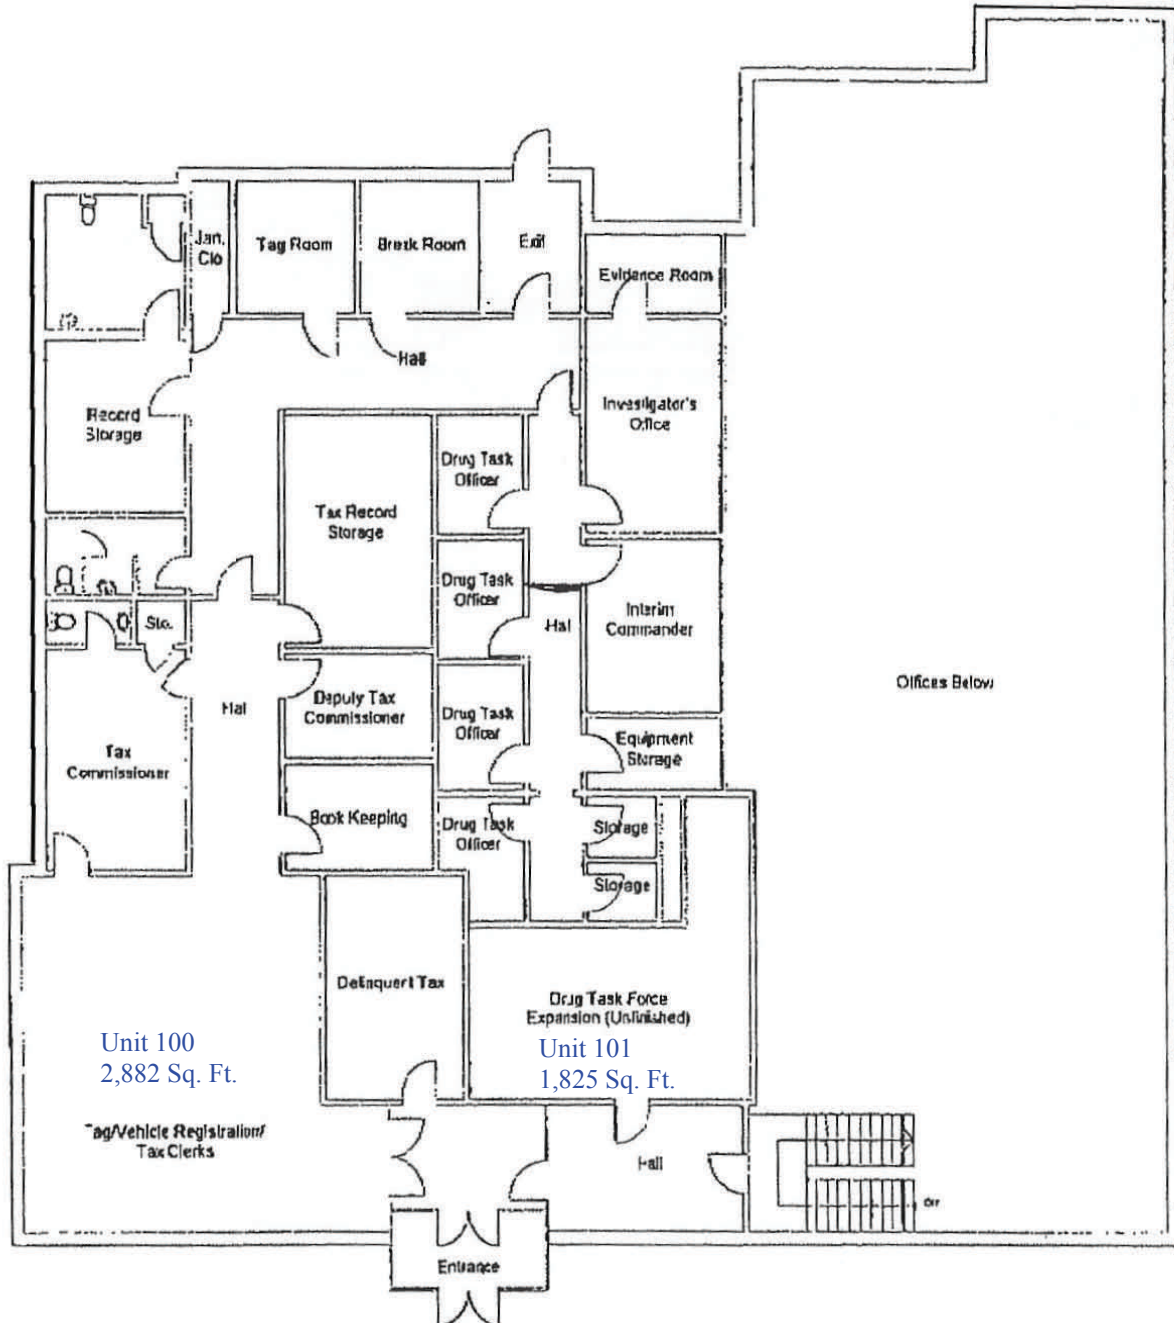 Jan.
Clo
Tag Room
Break Room
Exit
Evidence Room
Hall
Record
Storage
Investigator's
Office
Drug Task
Officer
Tax Record
Storage
Drug Task
Officer
Hal
Interim
Commander
Sto.
Offices Below
Hal
Deputy Tax
Commissioner
Drug Task
Officer
Equipment
Storage
Tax
Commissioner
Book Keeping
Drug Task
Officer
Storage
Storage
Delinquent Tax
Drug Task Force
Expansion (Unfinished)
Unit 100
2,882 Sq. Ft.
Unit 101
1,825 Sq. Ft.
Tag/Vehicle Registration/
Tax Clerks
Hall
Entrance